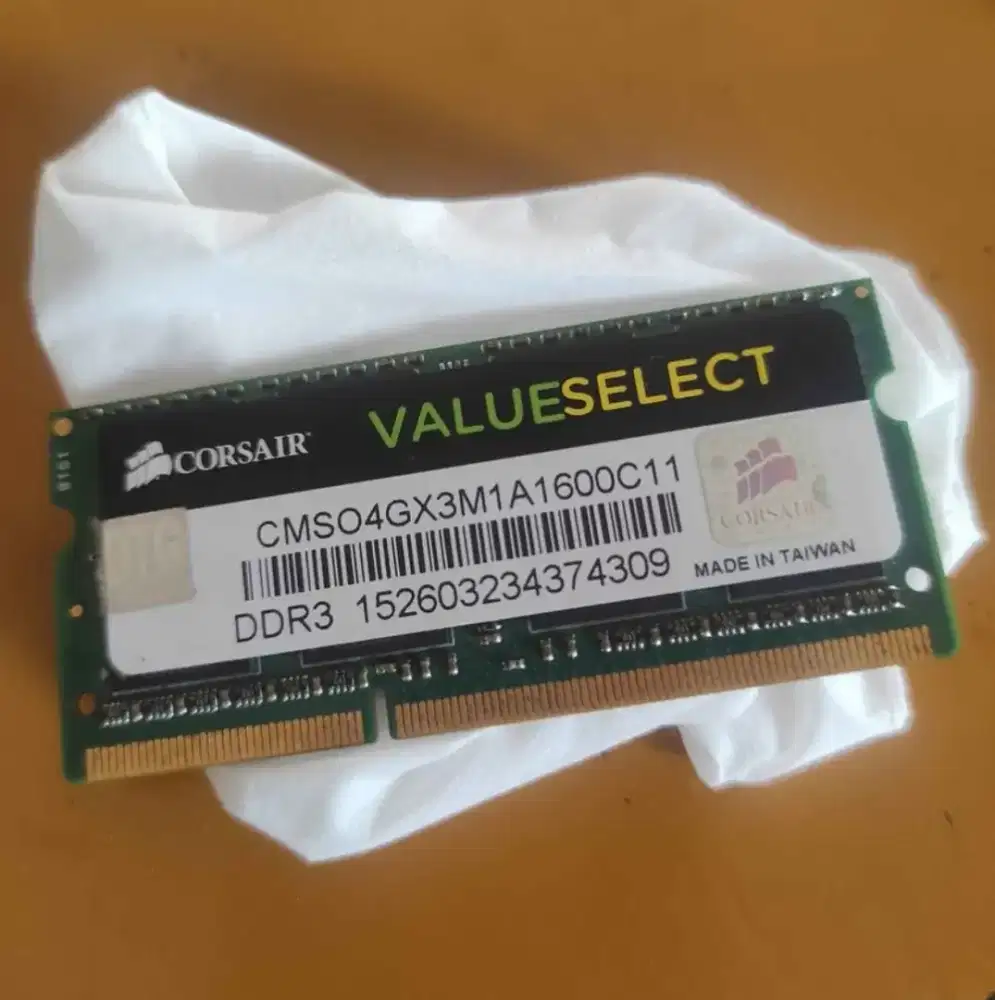 CORSAIR
VALUESELECT
CMSO4GX3M1A1600C11
DDR3 152603234374309
CORSAIR
MADE IN TAIWAN